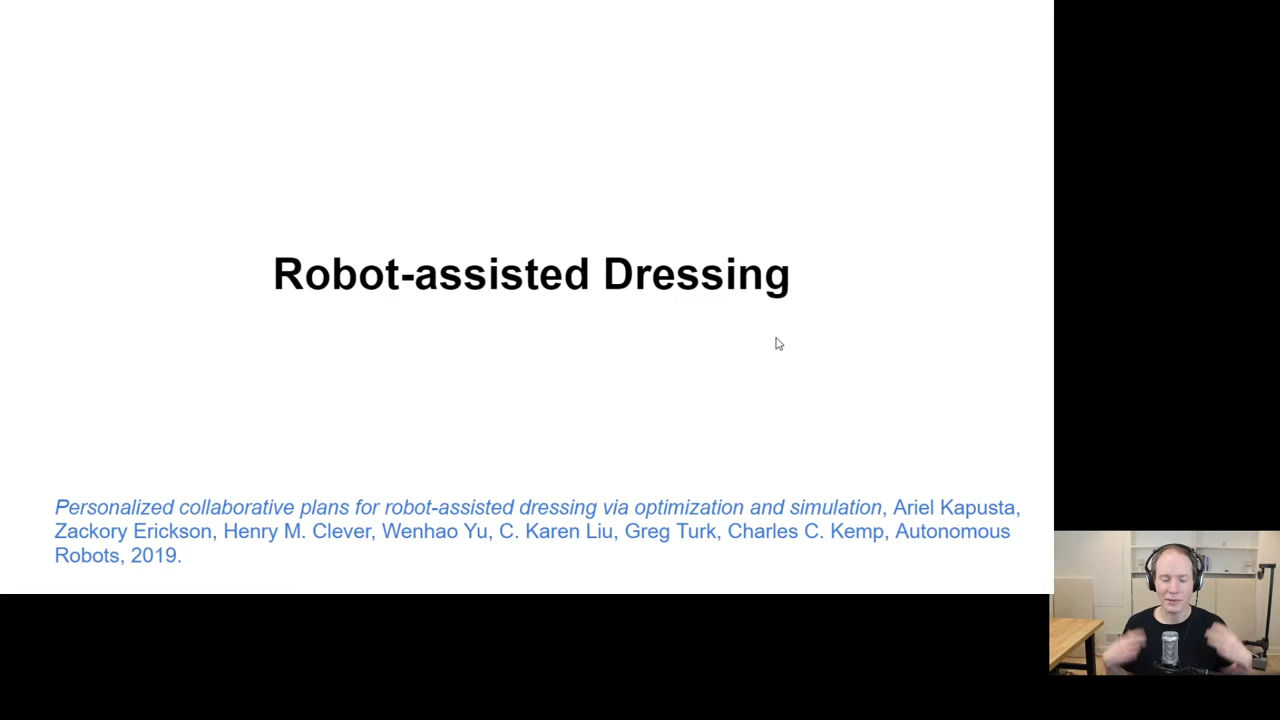 Robot-assisted Dressing
Personalized collaborative plans for robot-assisted dressing via optimization and simulation, Ariel Kapusta,
Zackory Erickson, Henry M. Clever, Wenhao Yu, C. Karen Liu, Greg Turk, Charles C. Kemp, Autonomous
Robots, 2019.